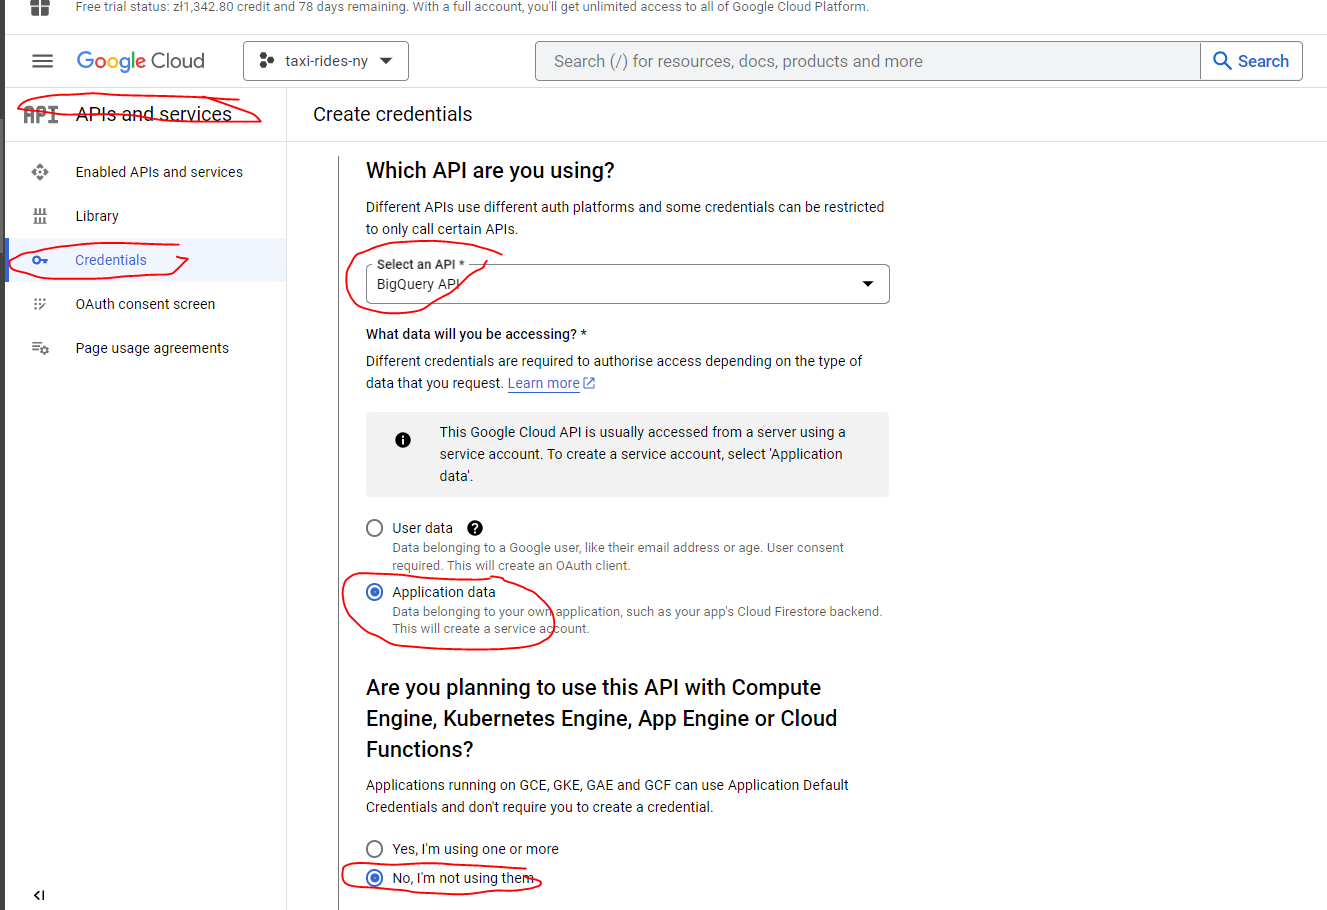 Free trial status: zł1,342.80 credit and 78 days remaining. With a full account, you'll get unlimited access to all of Google Cloud Platform.
Google Cloud
taxi-rides-ny
Search (/) for resources, docs, products and more
Search
API APIs and services
Create credentials
Enabled APIs and services
Library
Credentials
OAuth consent screen
Page usage agreements
Which API are you using?
Different APIs use different auth platforms and some credentials can be restricted
to only call certain APIs.
Select an API *
BigQuery API
What data will you be accessing? *
Different credentials are required to authorise access depending on the type of
data that you request. Learn more
This Google Cloud API is usually accessed from a server using a
service account. To create a service account, select 'Application
data'.
User data
Data belonging to a Google user, like their email address or age. User consent
required. This will create an OAuth client.
Application data
Data belonging to your own application, such as your app's Cloud Firestore backend.
This will create a service account.
Are you planning to use this API with Compute
Engine, Kubernetes Engine, App Engine or Cloud
Functions?
Applications running on GCE, GKE, GAE and GCF can use Application Default
Credentials and don't require you to create a credential.
Yes, I'm using one or more
No, I'm not using them